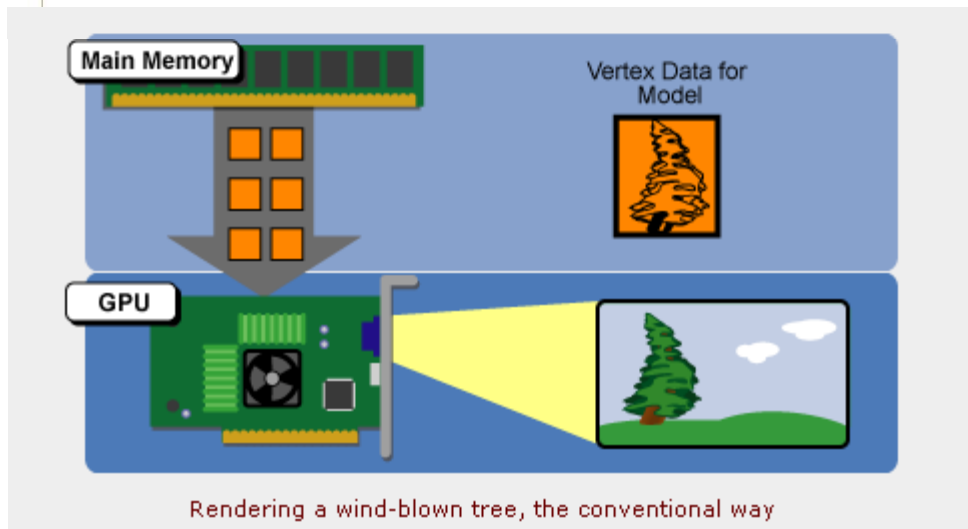 Main Memory
Vertex Data for
Model
GPU
Rendering a wind-blown tree, the conventional way